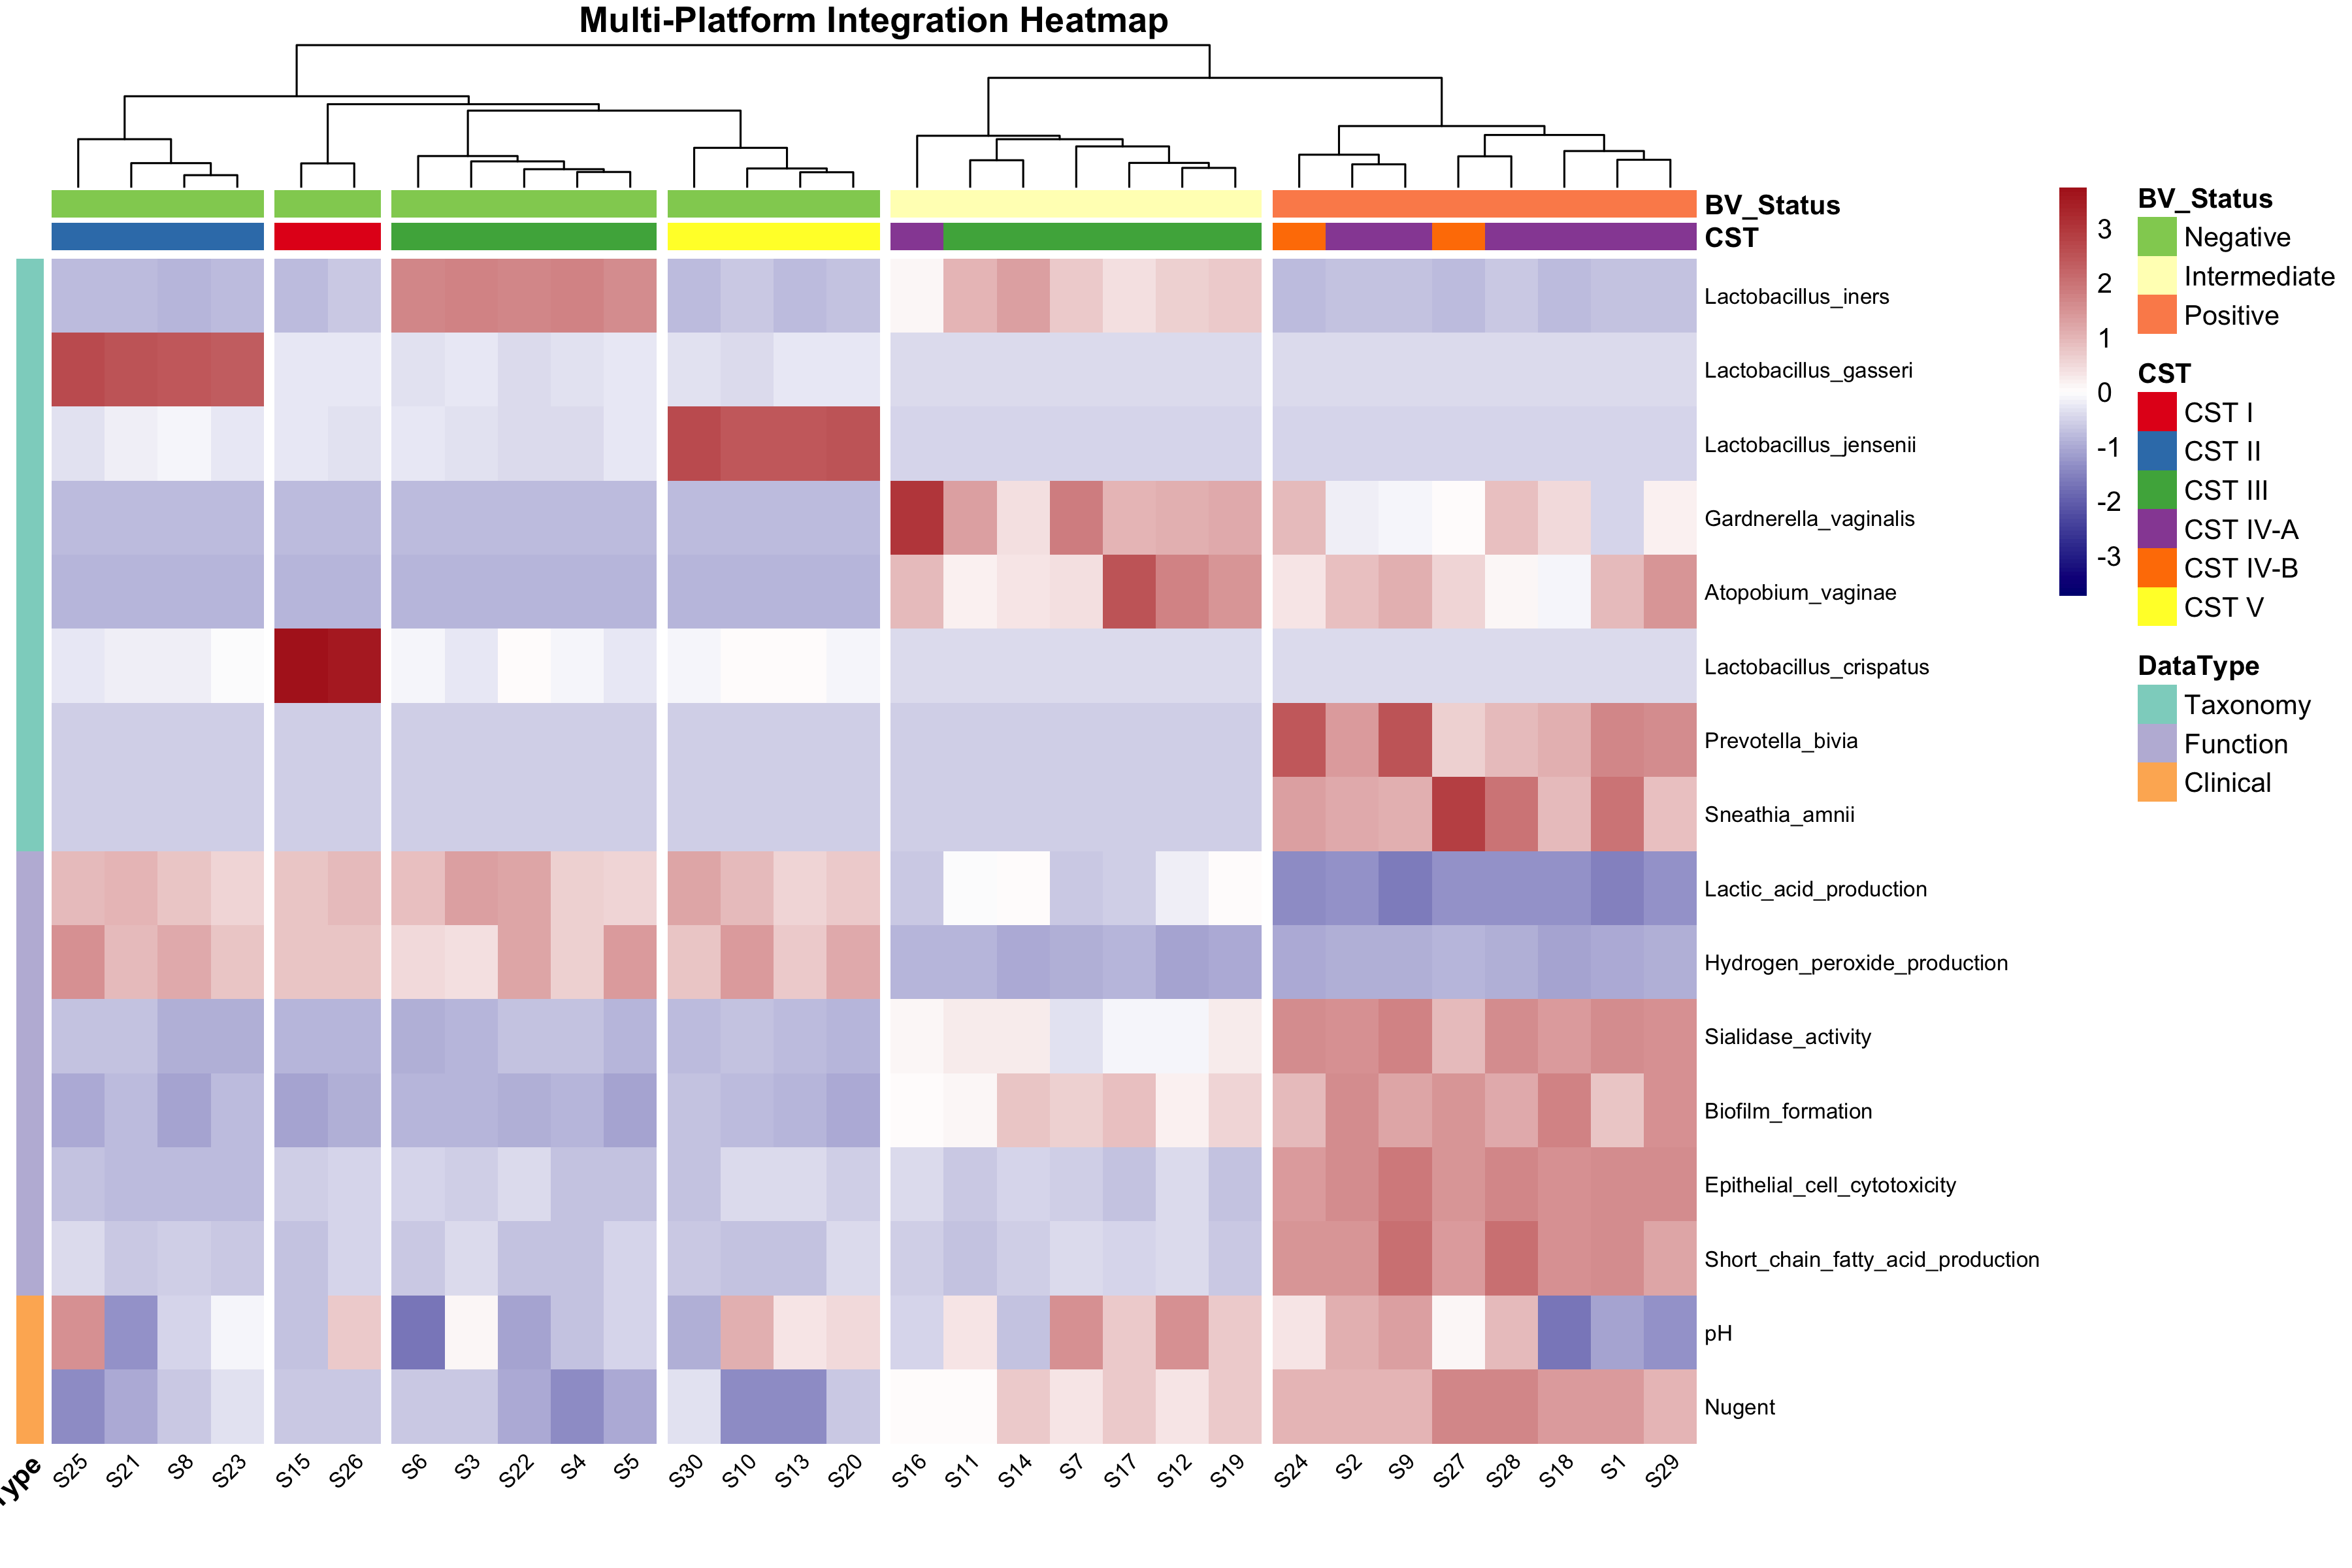 Multi-Platform Integration Heatmap
BV_Status
CST
Lactobacillus_iners
Lactobacillus_gasseri
Lactobacillus_jensenii
Gardnerella_vaginalis
Atopobium_vaginae
Lactobacillus_crispatus
Prevotella_bivia
Sneathia_amnii
Lactic_acid_production
Hydrogen_peroxide_production
Sialidase_activity
Biofilm_formation
Epithelial_cell_cytotoxicity
Short_chain_fatty_acid_production
pH
Nugent
S25 S21 S8 S23 S15 S26 S6 S3 S22 S4 S5 S30 S10 S13 S20 S16 S11 S14 S7 S17 S12 S19 S24 S2 S9 S27 S28 S18 S1 S29
3
2
1
0
-1
-2
-3
BV_Status
Negative
Intermediate
Positive
CST
CST I
CST II
CST III
CST IV-A
CST IV-B
CST V
DataType
Taxonomy
Function
Clinical